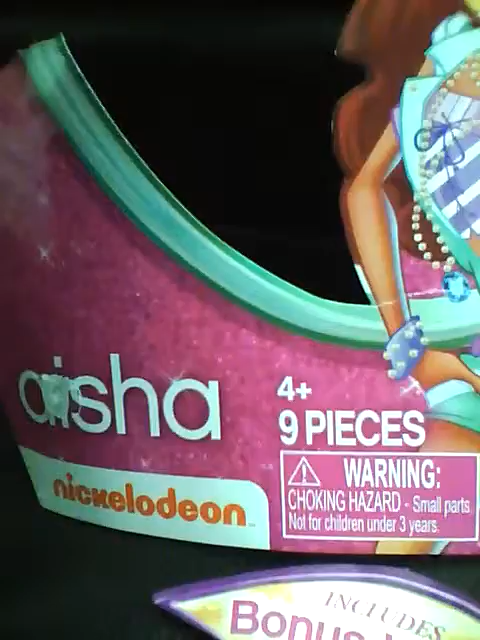 aisha
4+
9 PIECES
WARNING:
CHOKING HAZARD - Small parts
Not for children under 3 years.
nickelodeon
INCLUDES
Bonus